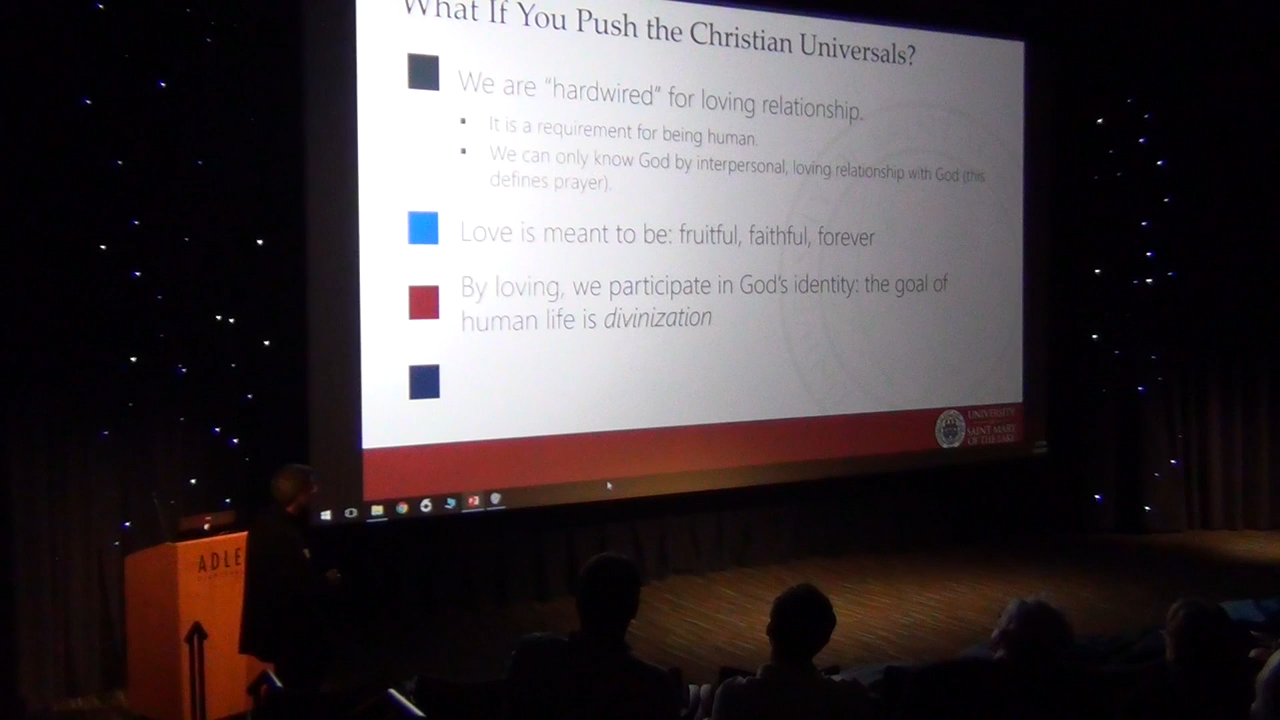 What If You Push the Christian Universals?
We are "hardwired" for loving relationship.
It is a requirement for being human.
We can only know God by interpersonal, loving relationship with God (this
defines prayer).
Love is meant to be: fruitful, faithful, forever
By loving, we participate in God's identity: the goal of
human life is divinization
UNIVERSITY
SAINT MARY
OF THE LAKE
ADLE